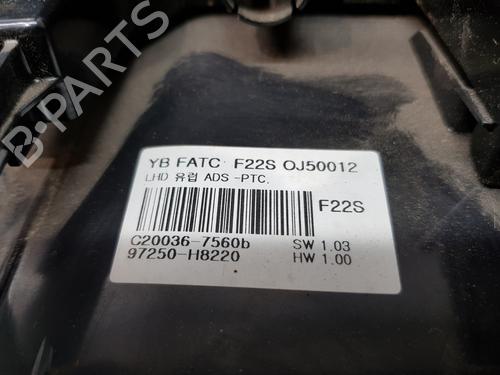 YB FATC F22S OJ50012
LHD 유럽 ADS -PTC.
F22S
C20036-7560b SW 1.03
97250-H8220 HW 1.00
B-PARTS